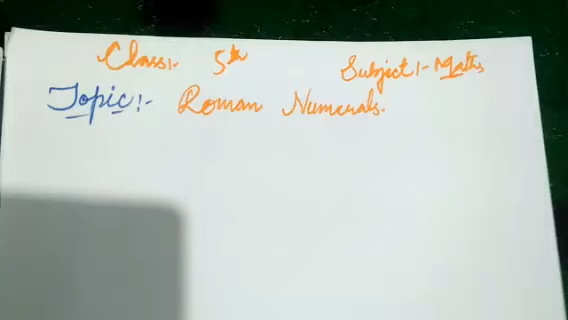 Class:- 5th Subject:- Maths
Topic:- Roman Numerals.